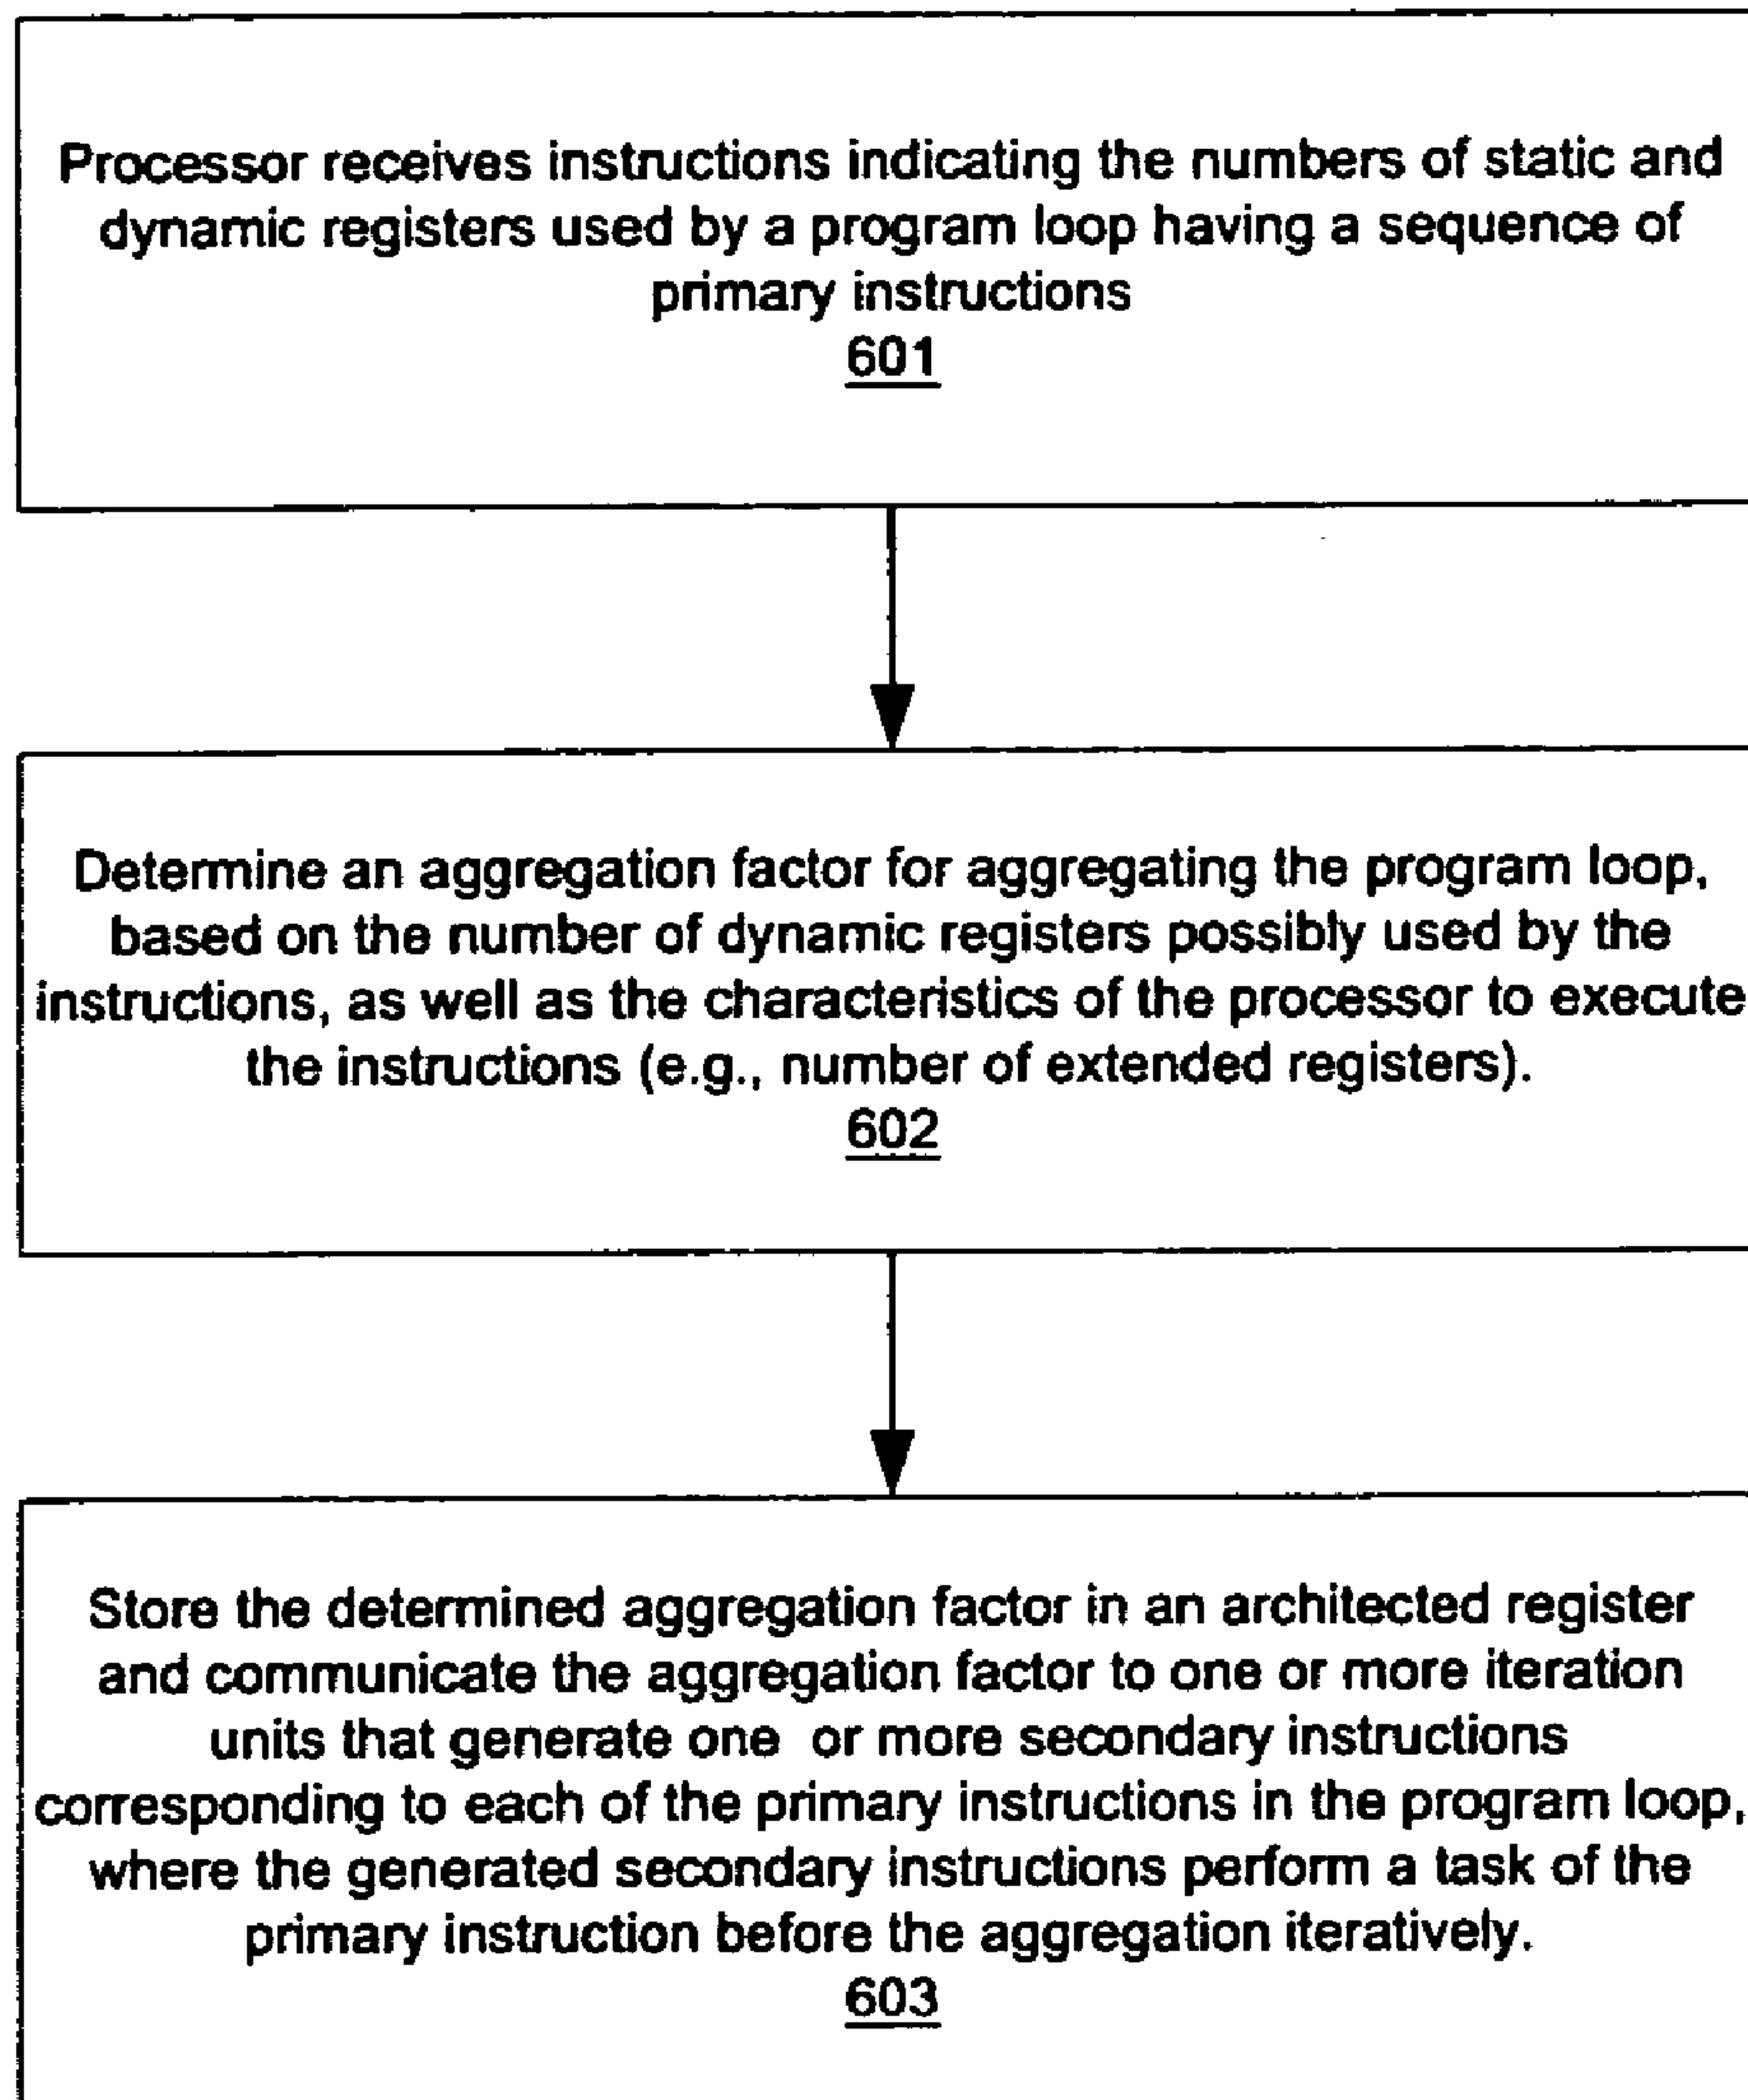 Processor receives instructions indicating the numbers of static and
dynamic registers used by a program loop having a sequence of
primary instructions
601
Determine an aggregation factor for aggregating the program loop,
based on the number of dynamic registers possibly used by the
instructions, as well as the characteristics of the processor to execute
the instructions (e.g., number of extended registers).
602
Store the determined aggregation factor in an architected register
and communicate the aggregation factor to one or more iteration
units that generate one or more secondary instructions
corresponding to each of the primary instructions in the program loop,
where the generated secondary instructions perform a task of the
primary instruction before the aggregation iteratively.
603